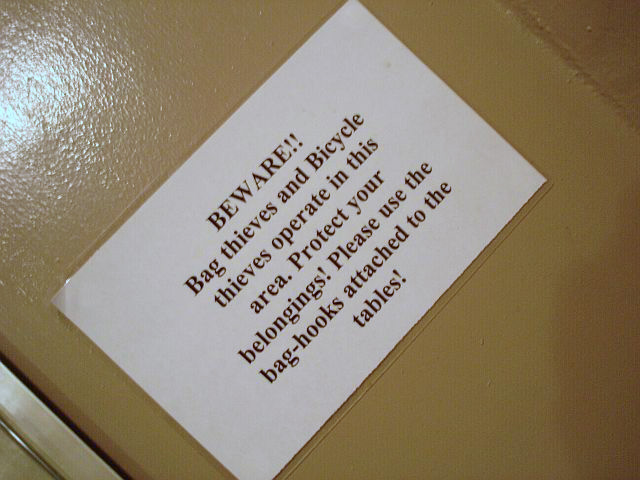 BEWARE!!
Bag thieves and Bicycle
thieves operate in this
area. Protect your
belongings! Please use the
bag-hooks attached to the
tables!